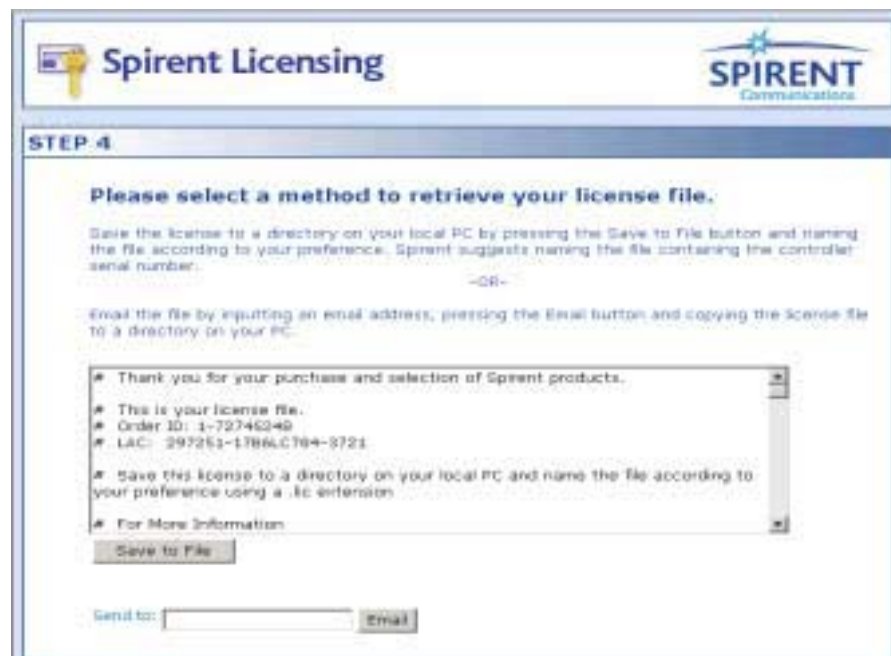 Spirent Licensing
SPIRENT
Communications
STEP 4
Please select a method to retrieve your license file.
Save the license to a directory on your local PC by pressing the Save to File button and naming
the file according to your preference. Spirent suggests naming the file containing the controller
serial number.
-OR-
Email the file by inputting an email address, pressing the Email button and copying the license file
to a directory on your PC.
# Thank you for your purchase and selection of Spirent products.
# This is your license file.
# Order ID: 1-72745248
# LAC:
# Save this license to a directory on your local PC and name the file according to
your preference using a .lic extension
# For More Information
Save to File
Send to:
Email